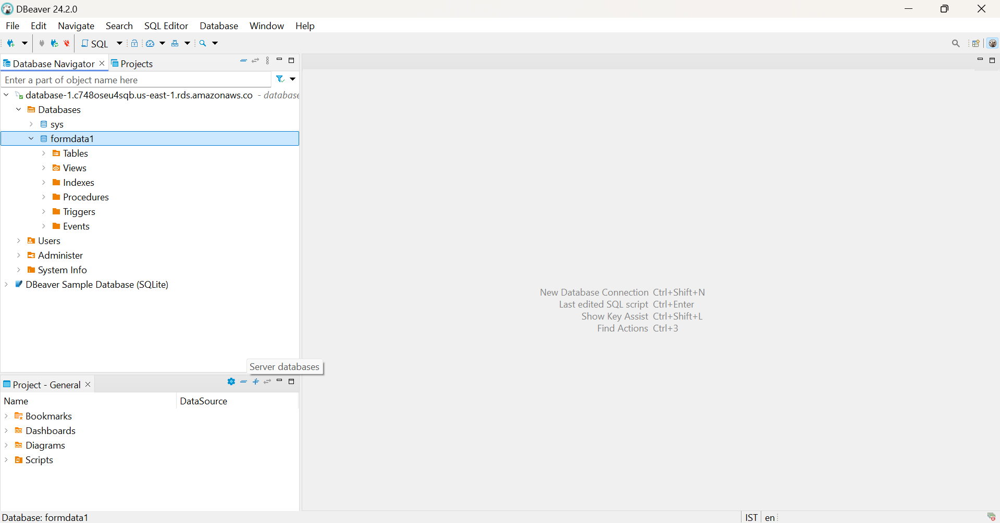 DBeaver 24.2.0
File Edit Navigate Search SQL Editor Database Window Help
SQL
Database Navigator Projects
Enter a part of object name here
database-1.c748oseu4sqb.us-east-1.rds.amazonaws.co - database
Databases
sys
formdata1
Tables
Views
Indexes
Procedures
Triggers
Events
Users
Administer
System Info
DBeaver Sample Database (SQLite)
New Database Connection Ctrl+Shift+N
Last edited SQL script Ctrl+Enter
Show Key Assist Ctrl+Shift+L
Find Actions Ctrl+3
Server databases
Project - General
Name DataSource
Bookmarks
Dashboards
Diagrams
Scripts
Database: formdata1 IST en